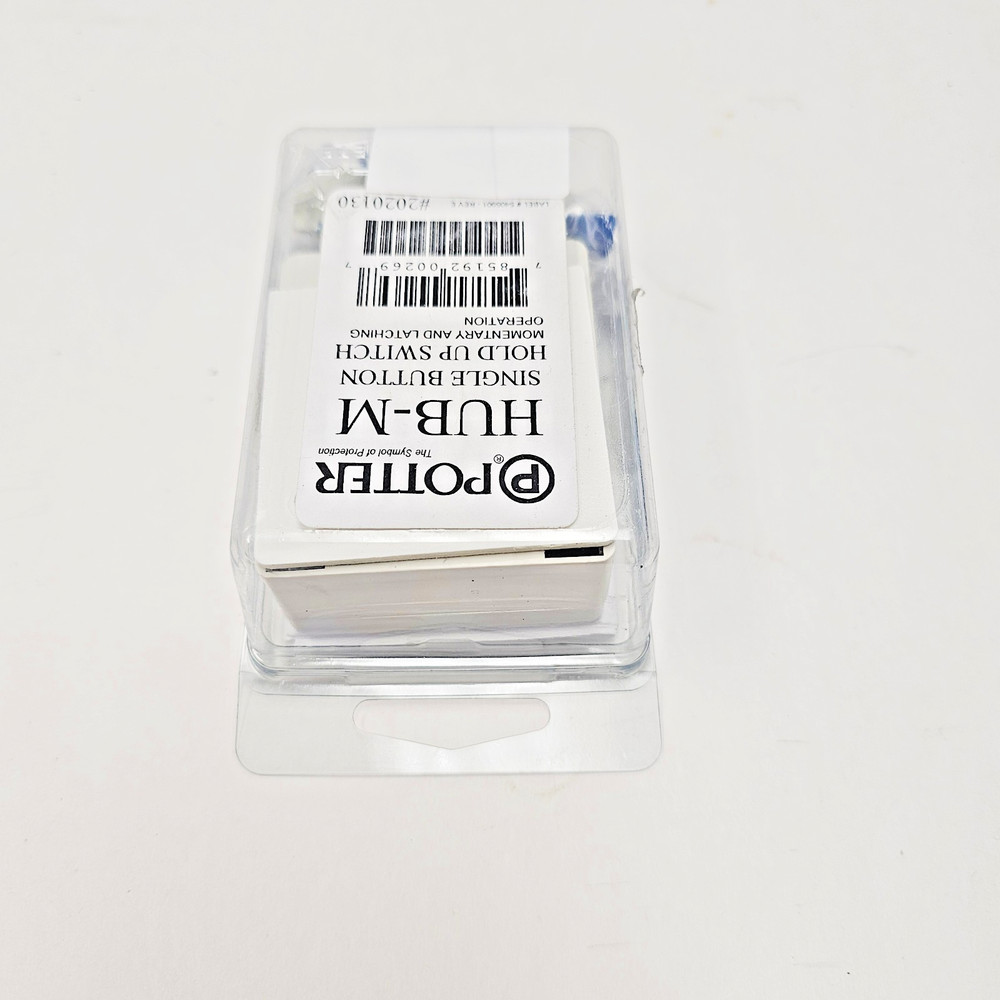 POTTER®
The Symbol of Protection
HUB-M
SINGLE BUTTON
HOLD UP SWITCH
MOMENTARY AND LATCHING
OPERATION
7 85192 00269 7
#2020130